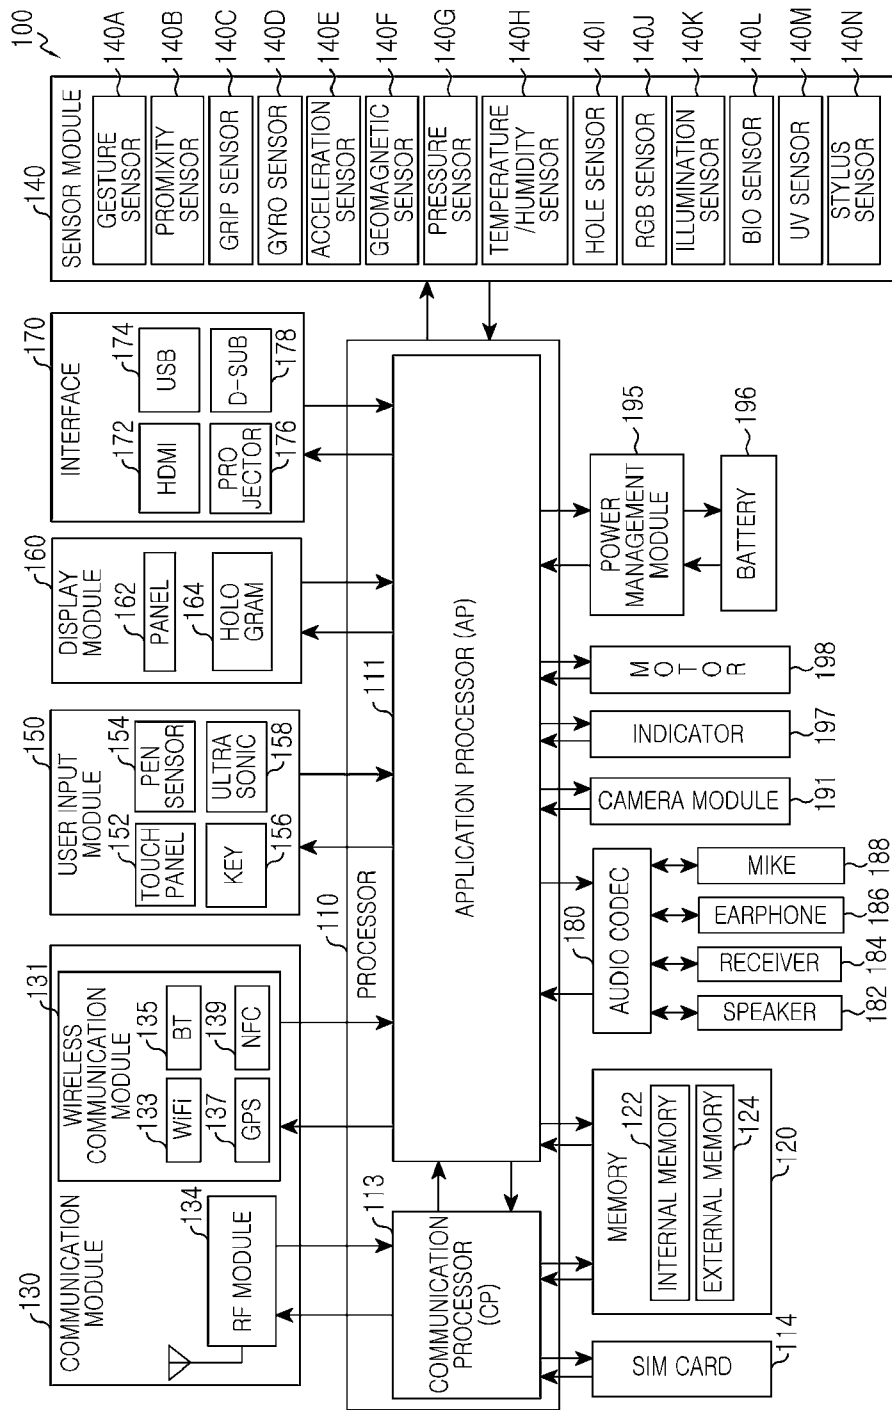 100
130
COMMUNICATION
MODULE
134
RF MODULE
131
WIRELESS
COMMUNICATION
MODULE
133
WiFi
135
BT
137
GPS
139
NFC
150
USER INPUT
MODULE
152
TOUCH
PANEL
154
PEN
SENSOR
KEY
156
ULTRA
SONIC
158
160
DISPLAY
MODULE
162
PANEL
164
HOLO
GRAM
170
INTERFACE
172
HDMI
174
USB
PRO
JECTOR
176
D-SUB
178
140
SENSOR MODULE
GESTURE
SENSOR
140A
PROMIXITY
SENSOR
140B
GRIP SENSOR
140C
GYRO SENSOR
140D
ACCELERATION
SENSOR
140E
GEOMAGNETIC
SENSOR
140F
PRESSURE
SENSOR
140G
TEMPERATURE
/HUMIDITY
SENSOR
140H
HOLE SENSOR
140I
RGB SENSOR
140J
ILLUMINATION
SENSOR
140K
BIO SENSOR
140L
UV SENSOR
140M
STYLUS
SENSOR
140N
110
PROCESSOR
113
COMMUNICATION
PROCESSOR
(CP)
111
APPLICATION PROCESSOR (AP)
SIM CARD
114
MEMORY
122
INTERNAL MEMORY
EXTERNAL MEMORY
124
120
180
AUDIO CODEC
SPEAKER
182
RECEIVER
184
EARPHONE
186
MIKE
188
CAMERA MODULE
191
INDICATOR
197
MOTOR
198
POWER
MANAGEMENT
MODULE
195
BATTERY
196